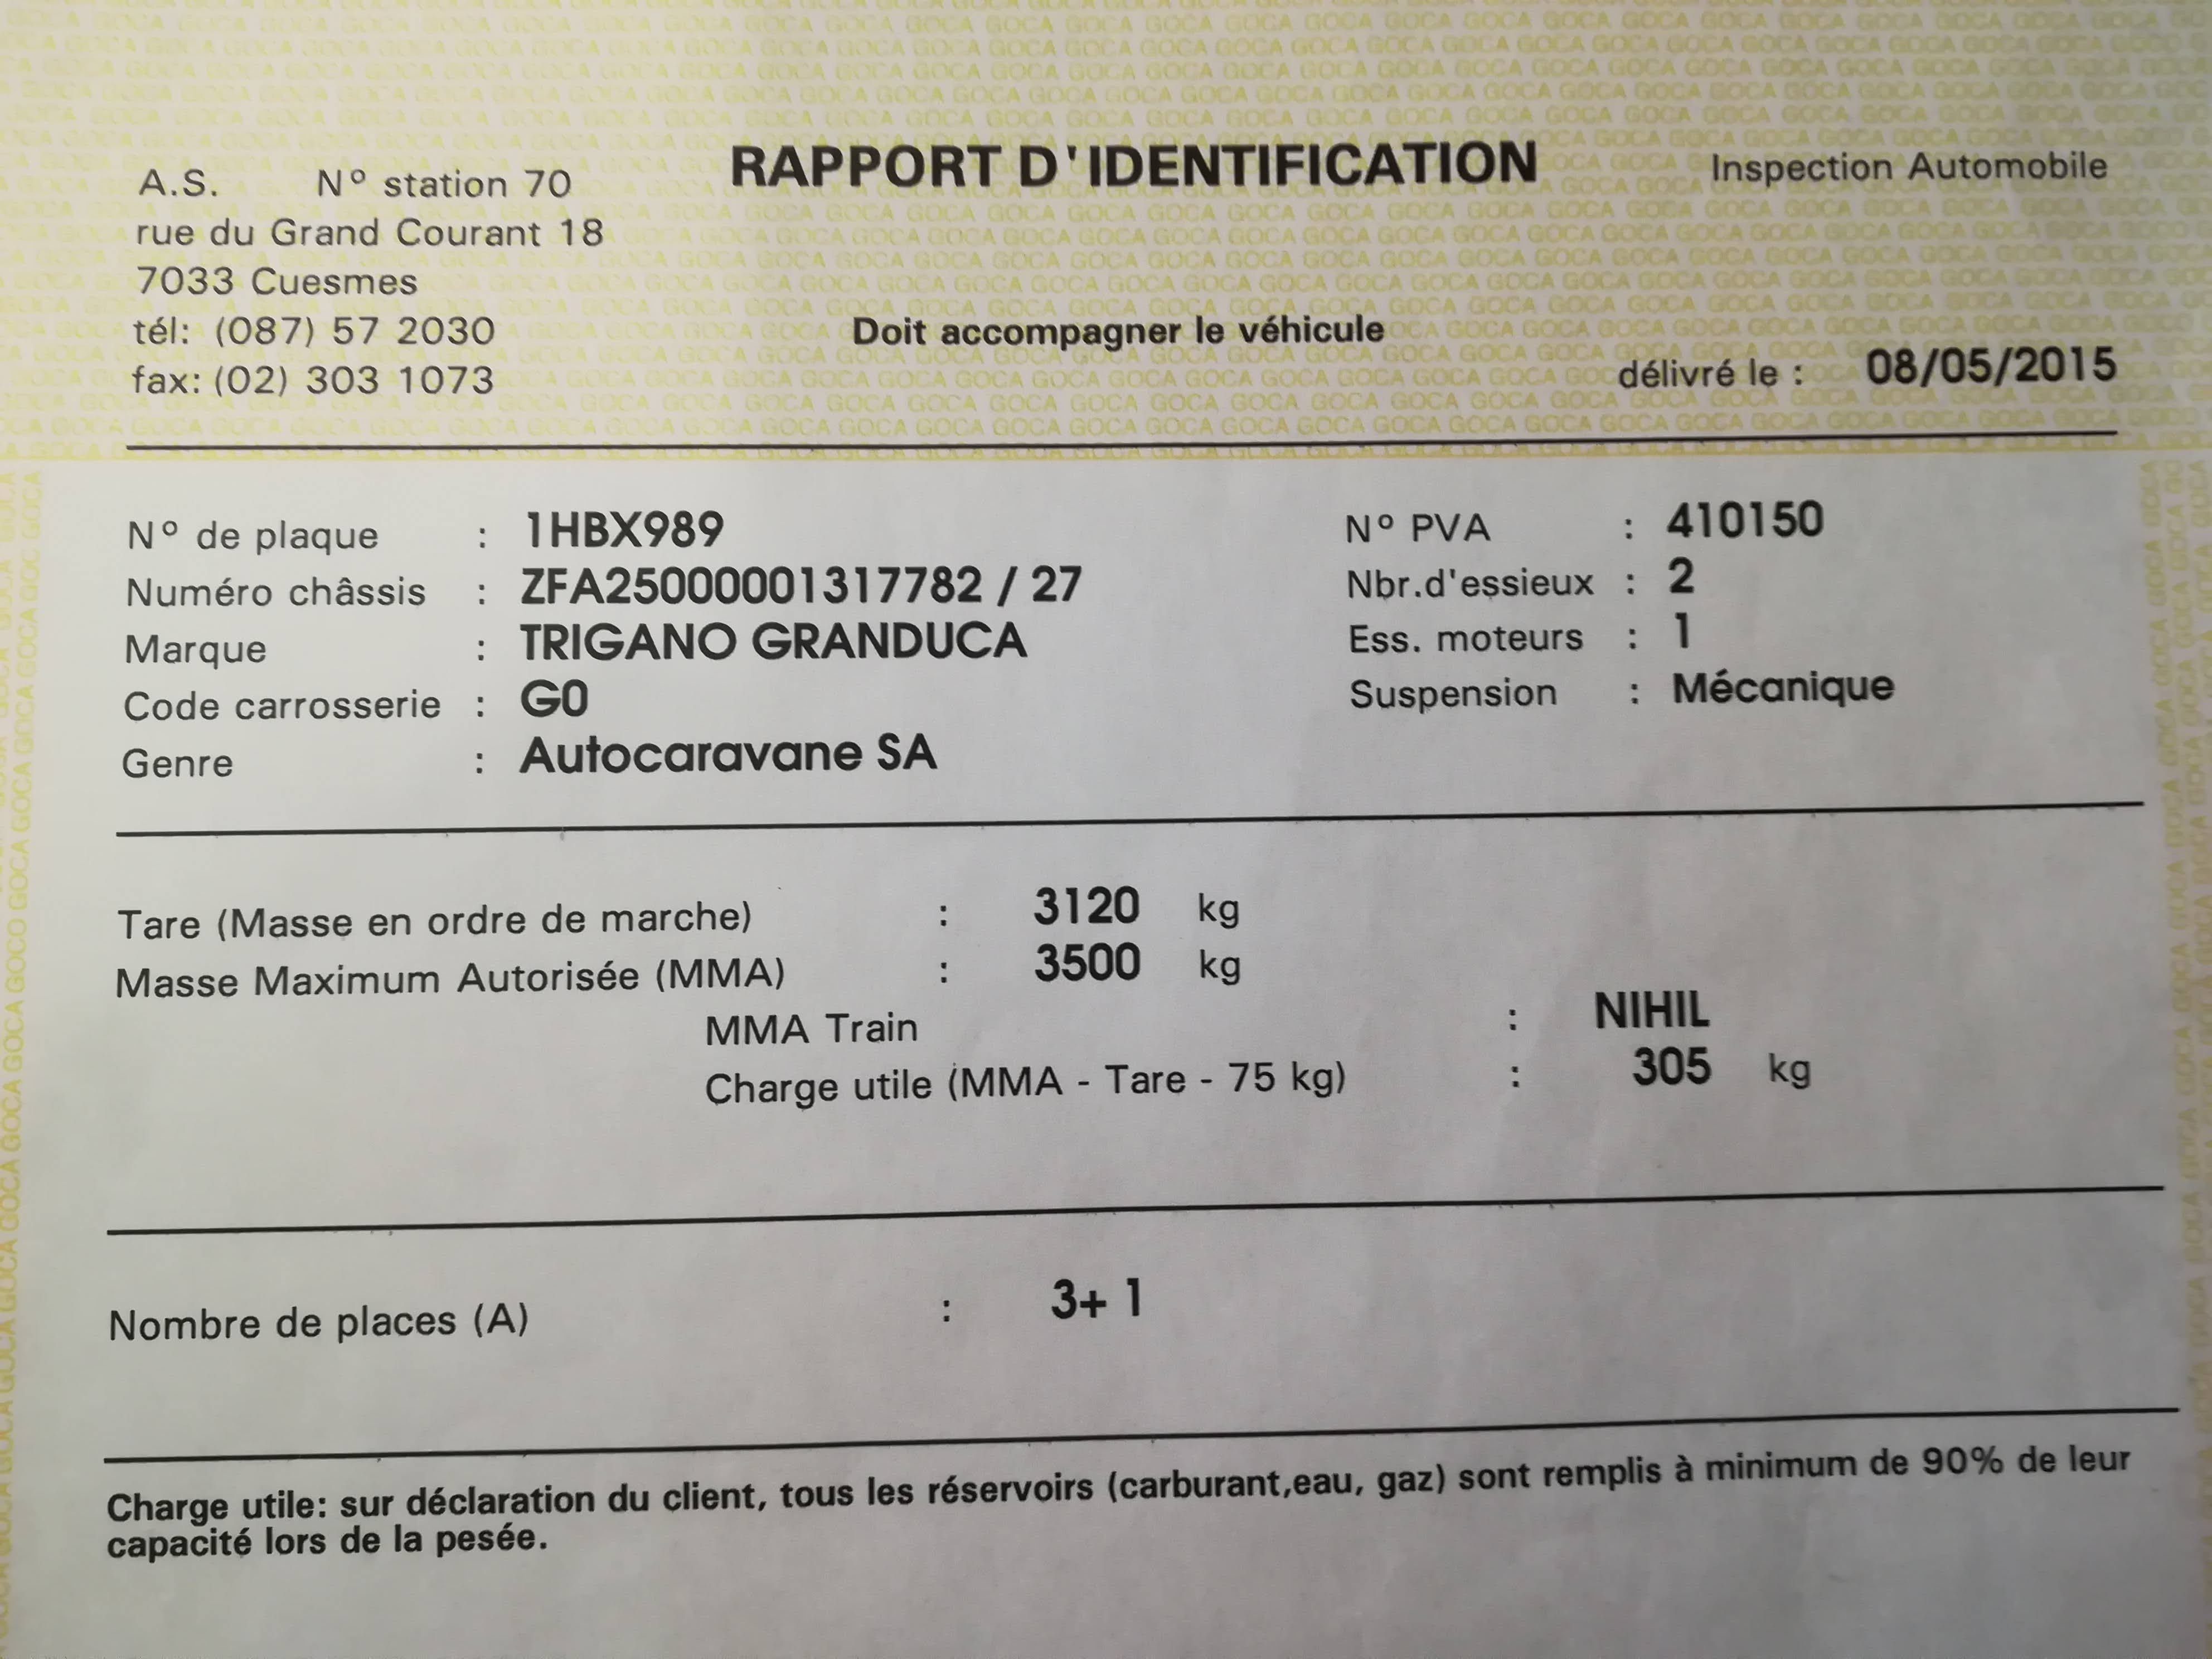 RAPPORT D'IDENTIFICATION
Inspection Automobile
A.S. N° station 70
rue du Grand Courant 18
7033 Cuesmes
tél: (087) 57 2030
fax: (02) 303 1073
Doit accompagner le véhicule
délivré le : 08/05/2015
N° de plaque : 1HBX989
N° PVA : 410150
Numéro châssis : ZFA25000001317782 / 27
Nbr.d'essieux : 2
Marque : TRIGANO GRANDUCA
Ess. moteurs : 1
Code carrosserie : G0
Suspension : Mécanique
Genre : Autocaravane SA
Tare (Masse en ordre de marche) : 3120 kg
Masse Maximum Autorisée (MMA) : 3500 kg
MMA Train : NIHIL
Charge utile (MMA - Tare - 75 kg) : 305 kg
Nombre de places (A) : 3+ 1
Charge utile: sur déclaration du client, tous les réservoirs (carburant,eau, gaz) sont remplis à minimum de 90% de leur
capacité lors de la pesée.